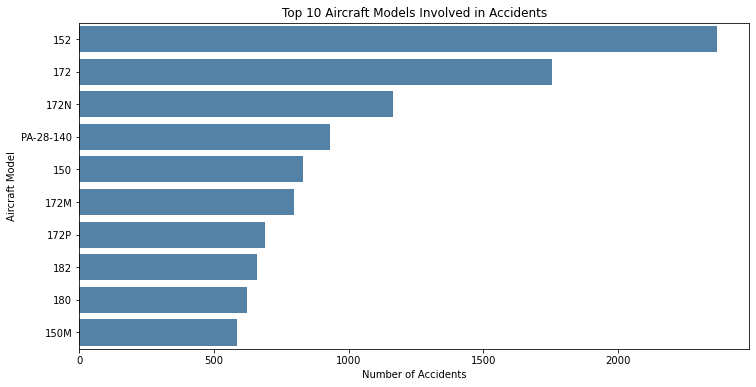 Top 10 Aircraft Models Involved in Accidents
Aircraft Model
152
172
172N
PA-28-140
150
172M
172P
182
180
150M
0 500 1000 1500 2000
Number of Accidents